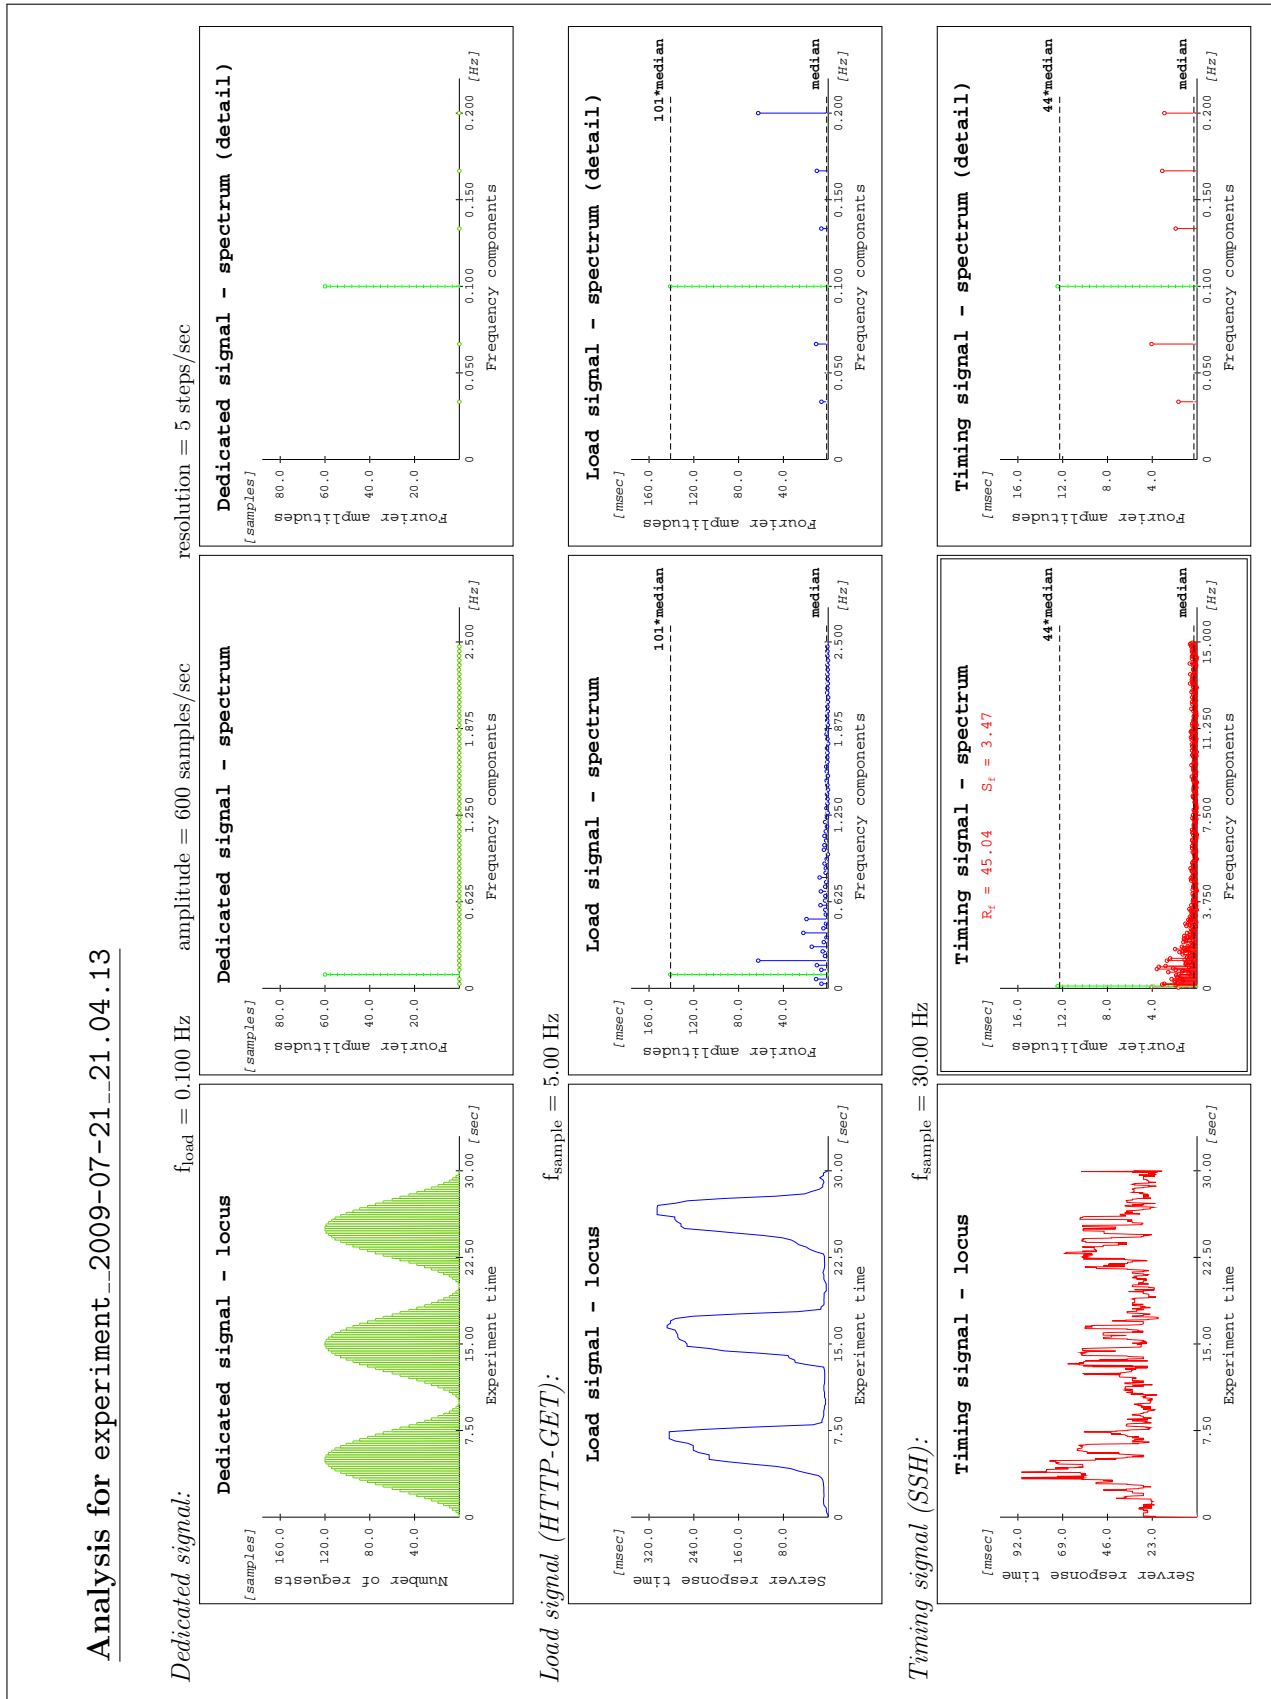 Analysis for experiment__2009-07-21__21.04.13
Dedicated signal:
f_load = 0.100 Hz
amplitude = 600 samples/sec
resolution = 5 steps/sec
Dedicated signal - locus
[samples]
Number of requests
160.0
120.0
80.0
40.0
0
7.50
15.00
22.50
30.00
[sec]
Experiment time
Dedicated signal - spectrum
[samples]
Fourier amplitudes
80.0
60.0
40.0
20.0
0
0.625
1.250
1.875
2.500
[Hz]
Frequency components
Dedicated signal - spectrum (detail)
[samples]
Fourier amplitudes
80.0
60.0
40.0
20.0
0
0.050
0.100
0.150
0.200
[Hz]
Frequency components
Load signal (HTTP-GET):
f_sample = 5.00 Hz
Load signal - locus
[msec]
Server response time
320.0
240.0
160.0
80.0
0
7.50
15.00
22.50
30.00
[sec]
Experiment time
Load signal - spectrum
[msec]
Fourier amplitudes
160.0
120.0
80.0
40.0
101*median
median
0
0.625
1.250
1.875
2.500
[Hz]
Frequency components
Load signal - spectrum (detail)
[msec]
Fourier amplitudes
160.0
120.0
80.0
40.0
101*median
median
0
0.050
0.100
0.150
0.200
[Hz]
Frequency components
Timing signal (SSH):
f_sample = 30.00 Hz
Timing signal - locus
[msec]
Server response time
92.0
69.0
46.0
23.0
0
7.50
15.00
22.50
30.00
[sec]
Experiment time
Timing signal - spectrum
R_f = 45.04 S_f = 3.47
[msec]
Fourier amplitudes
16.0
12.0
8.0
4.0
44*median
median
0
3.750
7.500
11.250
15.000
[Hz]
Frequency components
Timing signal - spectrum (detail)
[msec]
Fourier amplitudes
16.0
12.0
8.0
4.0
44*median
median
0
0.050
0.100
0.150
0.200
[Hz]
Frequency components